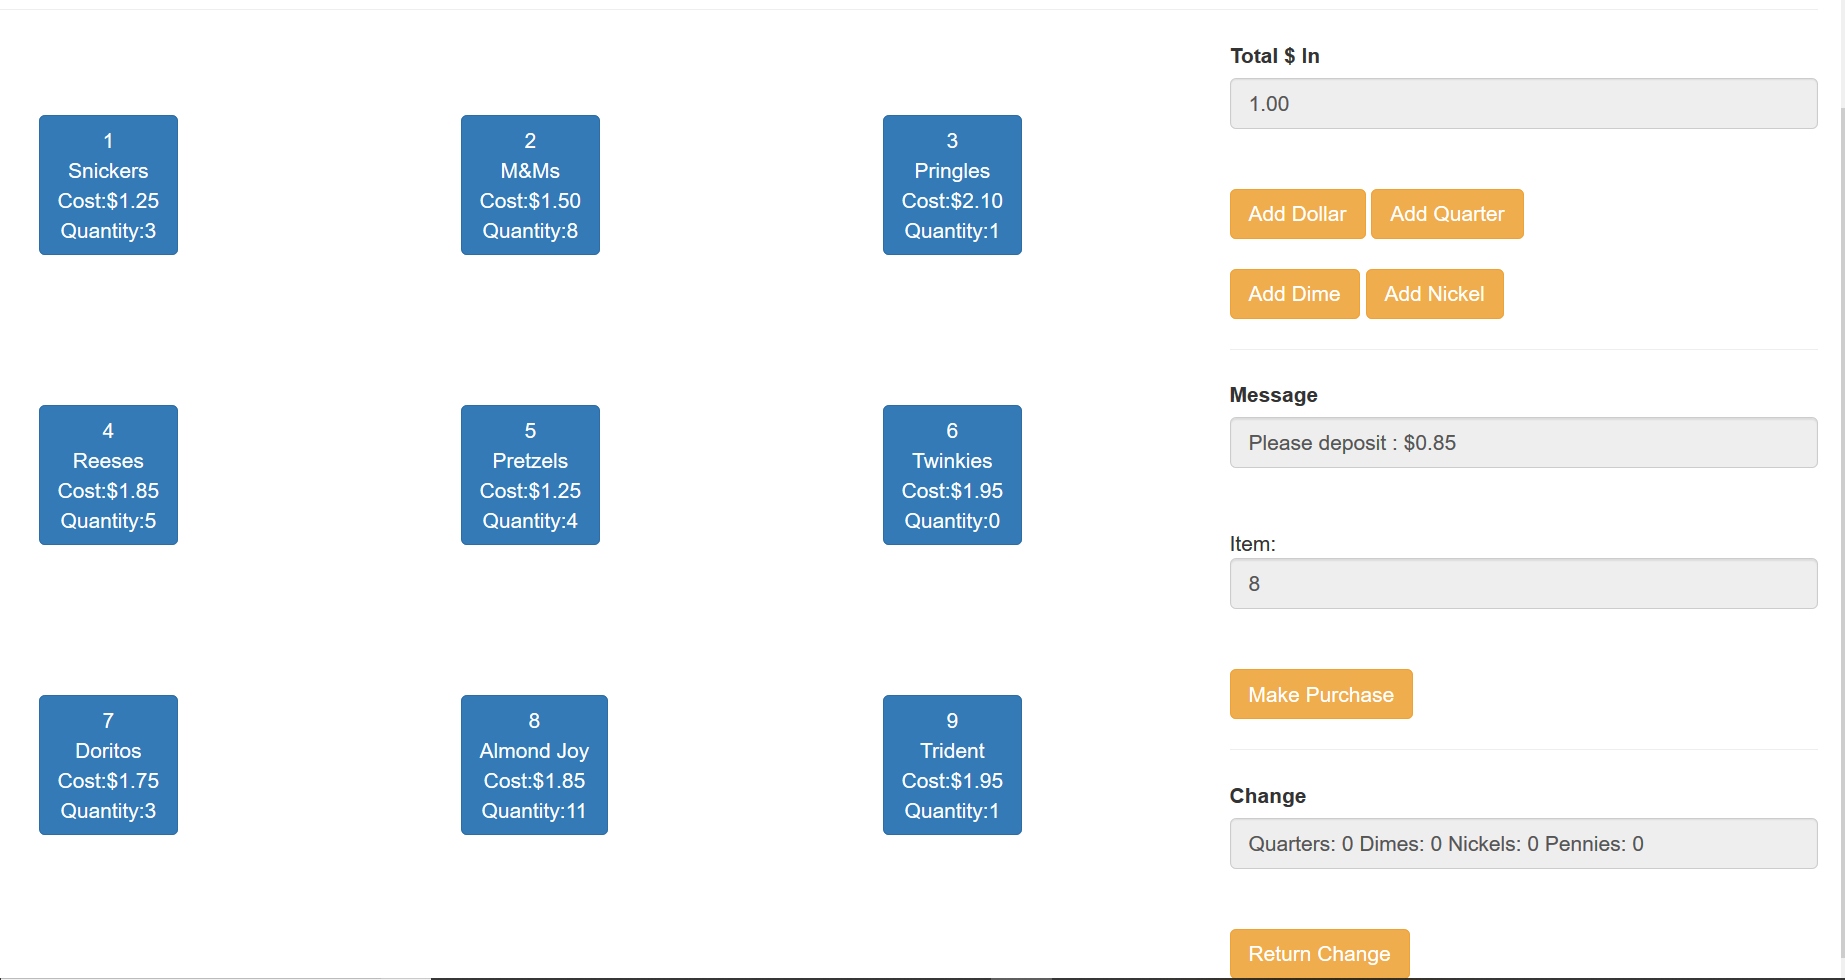 Total $ In
1.00
1
Snickers
Cost:$1.25
Quantity:3
2
M&Ms
Cost:$1.50
Quantity:8
3
Pringles
Cost:$2.10
Quantity:1
Add Dollar
Add Quarter
Add Dime
Add Nickel
4
Reeses
Cost:$1.85
Quantity:5
5
Pretzels
Cost:$1.25
Quantity:4
6
Twinkies
Cost:$1.95
Quantity:0
Message
Please deposit : $0.85
Item:
8
Make Purchase
7
Doritos
Cost:$1.75
Quantity:3
8
Almond Joy
Cost:$1.85
Quantity:11
9
Trident
Cost:$1.95
Quantity:1
Change
Quarters: 0 Dimes: 0 Nickels: 0 Pennies: 0
Return Change